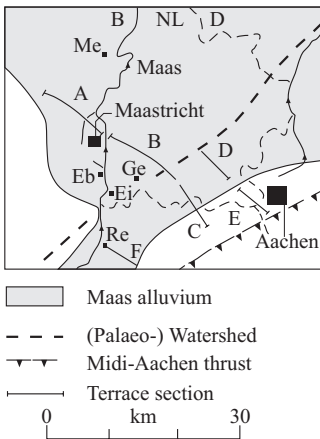 B NL D
Me
Maas
A
Maastricht
B
D
Ge
Eb
Ei
E
C
Re
Aachen
F
Maas alluvium
(Palaeo-) Watershed
Midi-Aachen thrust
Terrace section
0 km 30